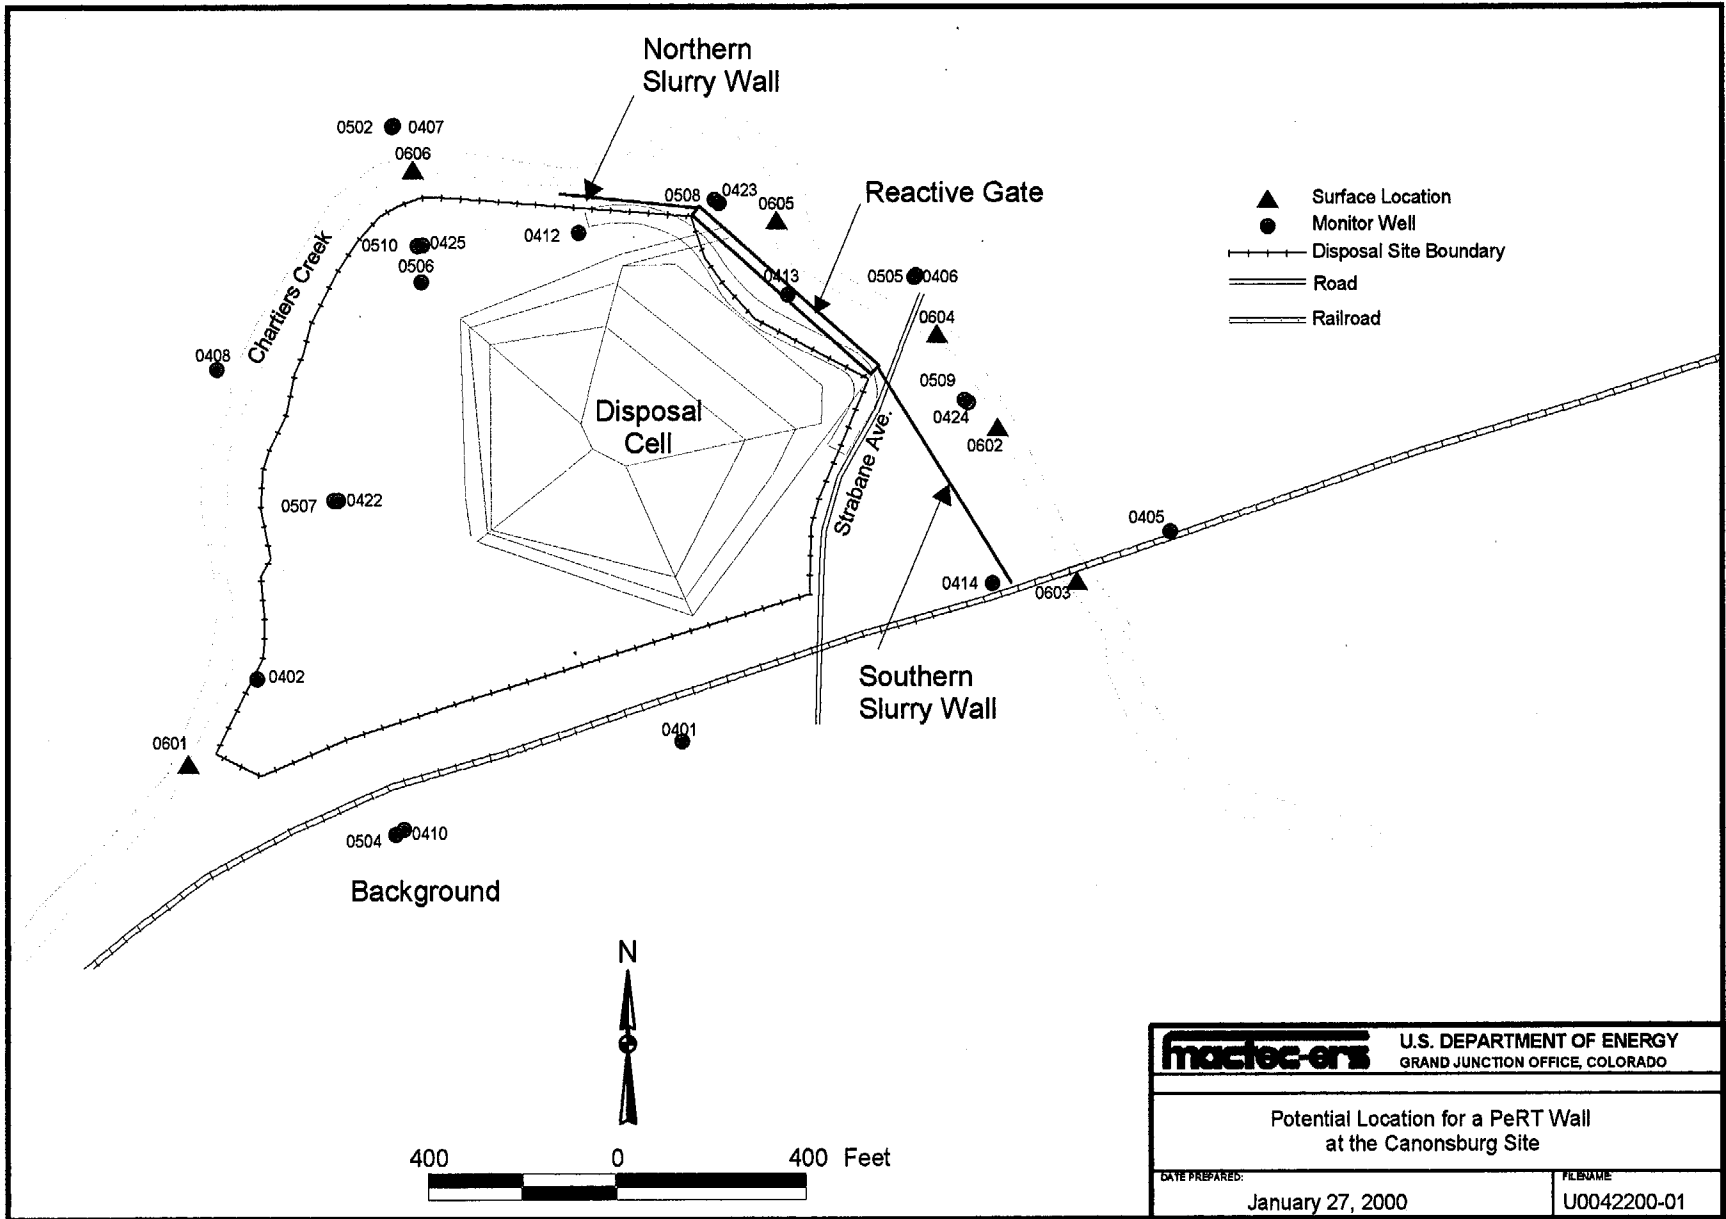 Northern
Slurry Wall
0502
0407
0606
Reactive Gate
0508
0423
0605
Surface Location
Monitor Well
Disposal Site Boundary
Road
Railroad
0412
0510
0425
0506
0413
0505
0406
0604
Chartiers Creek
0408
0509
0424
0602
Disposal
Cell
Strabane Ave.
0507
0422
0405
0414
0603
0402
Southern
Slurry Wall
0601
0401
0504
0410
Background
N
400
0
400 Feet
mactec-ers
U.S. DEPARTMENT OF ENERGY
GRAND JUNCTION OFFICE, COLORADO
Potential Location for a PeRT Wall
at the Canonsburg Site
DATE PREPARED:
January 27, 2000
FILENAME
U0042200-01